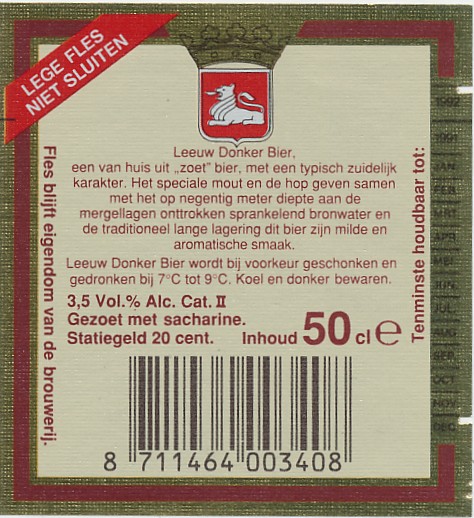 LEGE FLES
NIET SLUITEN
Leeuw Donker Bier,
een van huis uit „zoet” bier, met een typisch zuidelijk
karakter. Het speciale mout en de hop geven samen
met het op negentig meter diepte aan de
mergellagen onttrokken sprankelend bronwater en
de traditioneel lange lagering dit bier zijn milde en
aromatische smaak.
Leeuw Donker Bier wordt bij voorkeur geschonken en
gedronken bij 7°C tot 9°C. Koel en donker bewaren.
3,5 Vol.% Alc. Cat. II
Gezoet met sacharine.
Statiegeld 20 cent. Inhoud 50 cl e
8 711464 003408
Fles blijft eigendom van de brouwerij.
Tenminste houdbaar tot:
1992
1991
JAN
FEB
MRT
APR
MEI
JUN
JUL
AUG
SEP
OCT
NOV
DEC